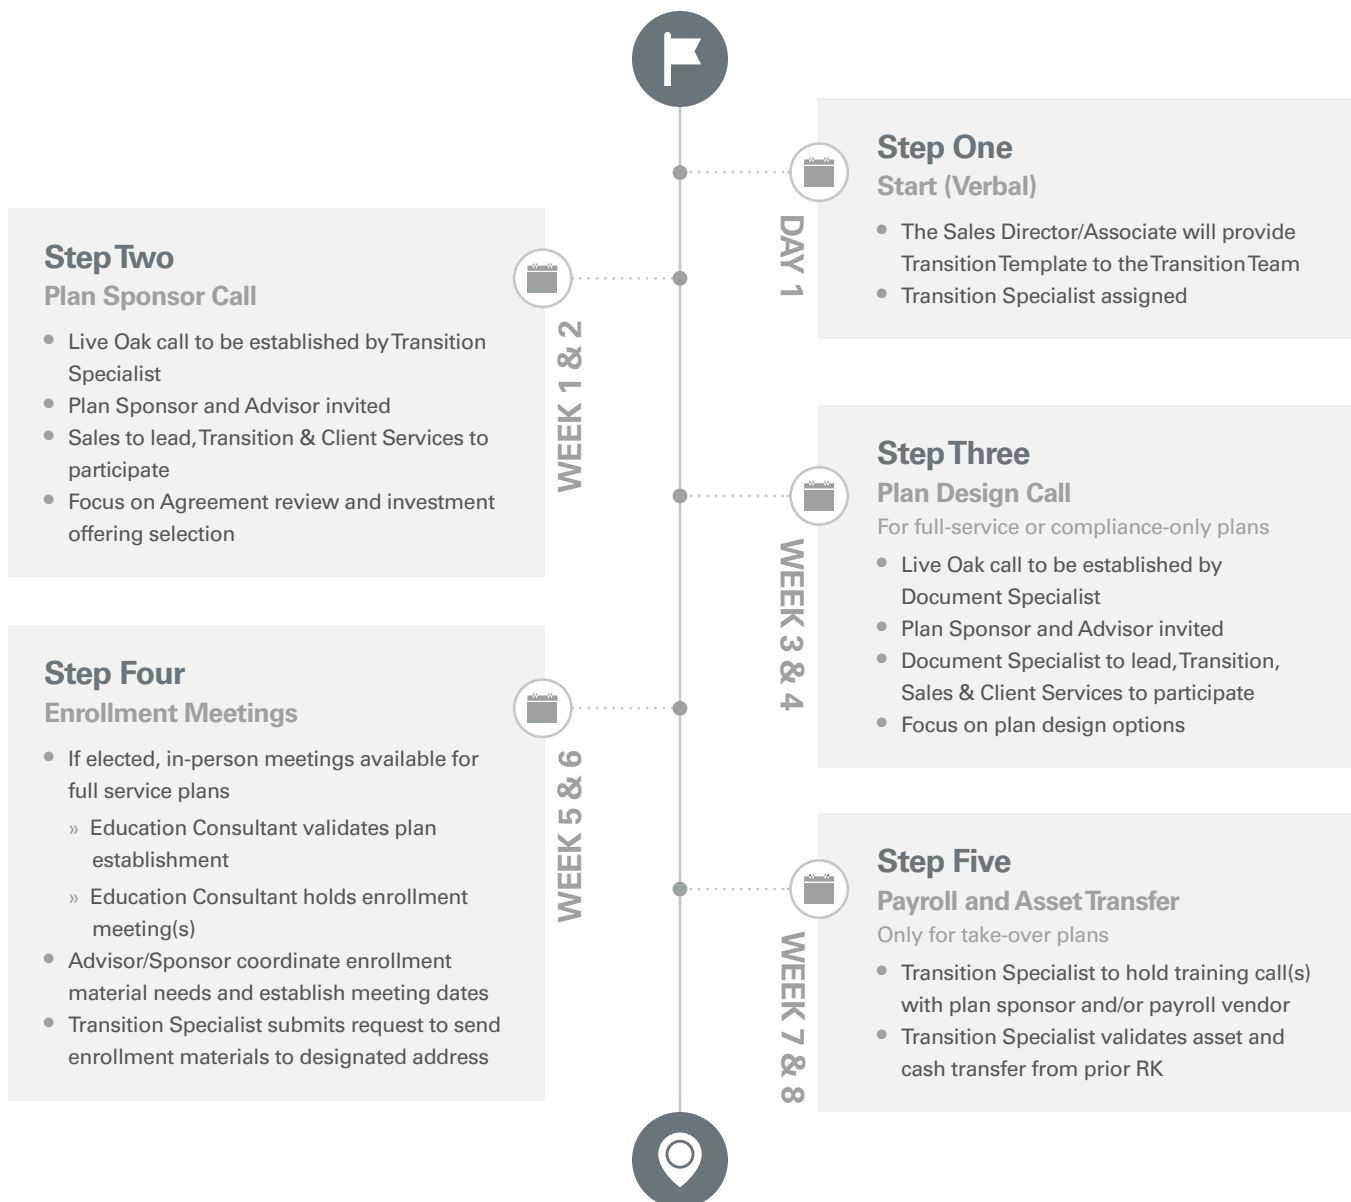 Step One
Start (Verbal)
The Sales Director/Associate will provide
Transition Template to the Transition Team
Transition Specialist assigned
DAY 1
Step Two
Plan Sponsor Call
Live Oak call to be established by Transition
Specialist
Plan Sponsor and Advisor invited
Sales to lead, Transition & Client Services to
participate
Focus on Agreement review and investment
offering selection
WEEK 1 & 2
Step Three
Plan Design Call
For full-service or compliance-only plans
Live Oak call to be established by
Document Specialist
Plan Sponsor and Advisor invited
Document Specialist to lead, Transition,
Sales & Client Services to participate
Focus on plan design options
WEEK 3 & 4
Step Four
Enrollment Meetings
If elected, in-person meetings available for
full service plans
» Education Consultant validates plan
establishment
» Education Consultant holds enrollment
meeting(s)
Advisor/Sponsor coordinate enrollment
material needs and establish meeting dates
Transition Specialist submits request to send
enrollment materials to designated address
WEEK 5 & 6
Step Five
Payroll and Asset Transfer
Only for take-over plans
Transition Specialist to hold training call(s)
with plan sponsor and/or payroll vendor
Transition Specialist validates asset and
cash transfer from prior RK
WEEK 7 & 8